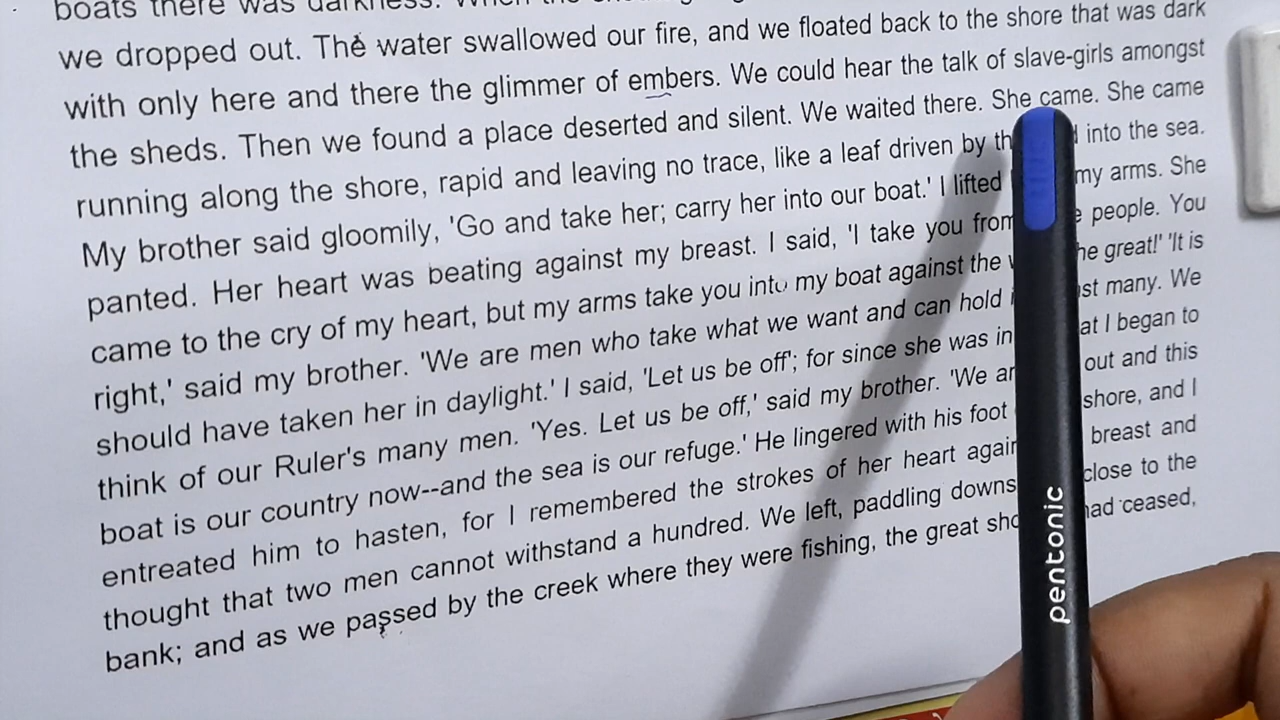 boats there was darkness.
we dropped out. The water swallowed our fire, and we floated back to the shore that was dark
with only here and there the glimmer of embers. We could hear the talk of slave-girls amongst
the sheds. Then we found a place deserted and silent. We waited there. She came. She came
running along the shore, rapid and leaving no trace, like a leaf driven by into the sea.
My brother said gloomily, 'Go and take her; carry her into our boat.' I lifted my arms. She
panted. Her heart was beating against my breast. I said, 'I take you from people. You
came to the cry of my heart, but my arms take you into my boat against the great!' 'It is
right,' said my brother. 'We are men who take what we want and can hold many. We
should have taken her in daylight.' I said, 'Let us be off'; for since she was in I began to
think of our Ruler's many men. 'Yes. Let us be off,' said my brother. 'We out and this
boat is our country now--and the sea is our refuge.' He lingered with his foot shore, and I
entreated him to hasten, for I remembered the strokes of her heart breast and
thought that two men cannot withstand a hundred. We left, paddling close to the
bank; and as we passed by the creek where they were fishing, the great had ceased,
pentonic